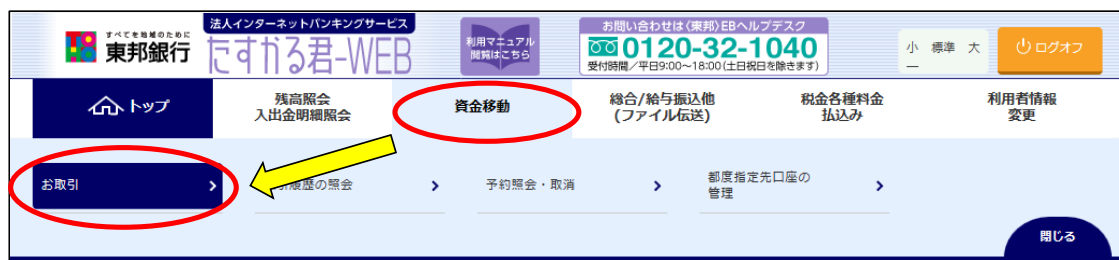 すべてを地域のために
東邦銀行
法人インターネットバンキングサービス
たすかる君-WEB
利用マニュアル
閲覧はこちら
お問い合わせは〈東邦〉EBヘルプデスク
0120-32-1040
受付時間/平日9:00~18:00(土日祝日を除きます)
小 標準 大
ログオフ
トップ
残高照会
入出金明細照会
資金移動
総合/給与振込他
(ファイル伝送)
税金各種料金
払込み
利用者情報
変更
お取引
履歴の照会
予約照会・取消
都度指定先口座の
管理
閉じる